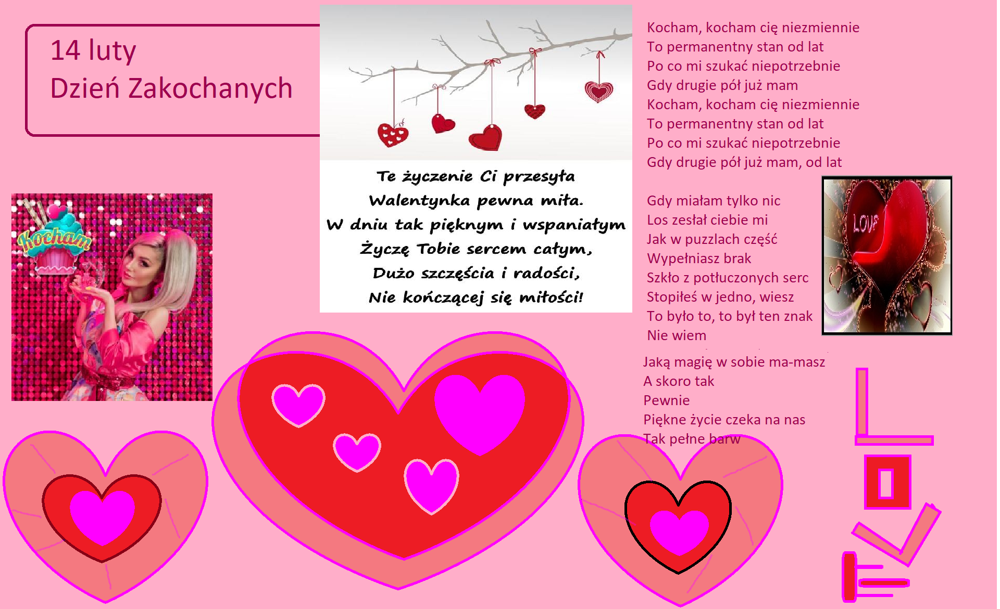 14 luty
Dzień Zakochanych
Kocham
Te życzenie Ci przesyła
Walentynka pewna miła.
W dniu tak pięknym i wspaniałym
Życzę Tobie sercem całym,
Dużo szczęścia i radości,
Nie kończącej się miłości!
Kocham, kocham cię niezmiennie
To permanentny stan od lat
Po co mi szukać niepotrzebnie
Gdy drugie pół już mam
Kocham, kocham cię niezmiennie
To permanentny stan od lat
Po co mi szukać niepotrzebnie
Gdy drugie pół już mam, od lat
Gdy miałam tylko nic
Los zesłał ciebie mi
Jak w puzzlach część
Wypełniasz brak
Szkło z potłuczonych serc
Stopiłeś w jedno, wiesz
To było to, to był ten znak
Nie wiem
Jaką magię w sobie ma-masz
A skoro tak
Pewnie
Piękne życie czeka na nas
Tak pełne barw
LOVE
L
O
V
E